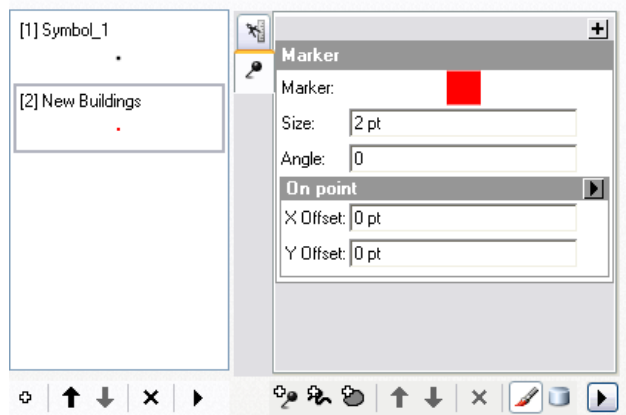 [1] Symbol_1
[2] New Buildings
Marker
Marker:
Size: 2 pt
Angle: 0
On point
X Offset: 0 pt
Y Offset: 0 pt